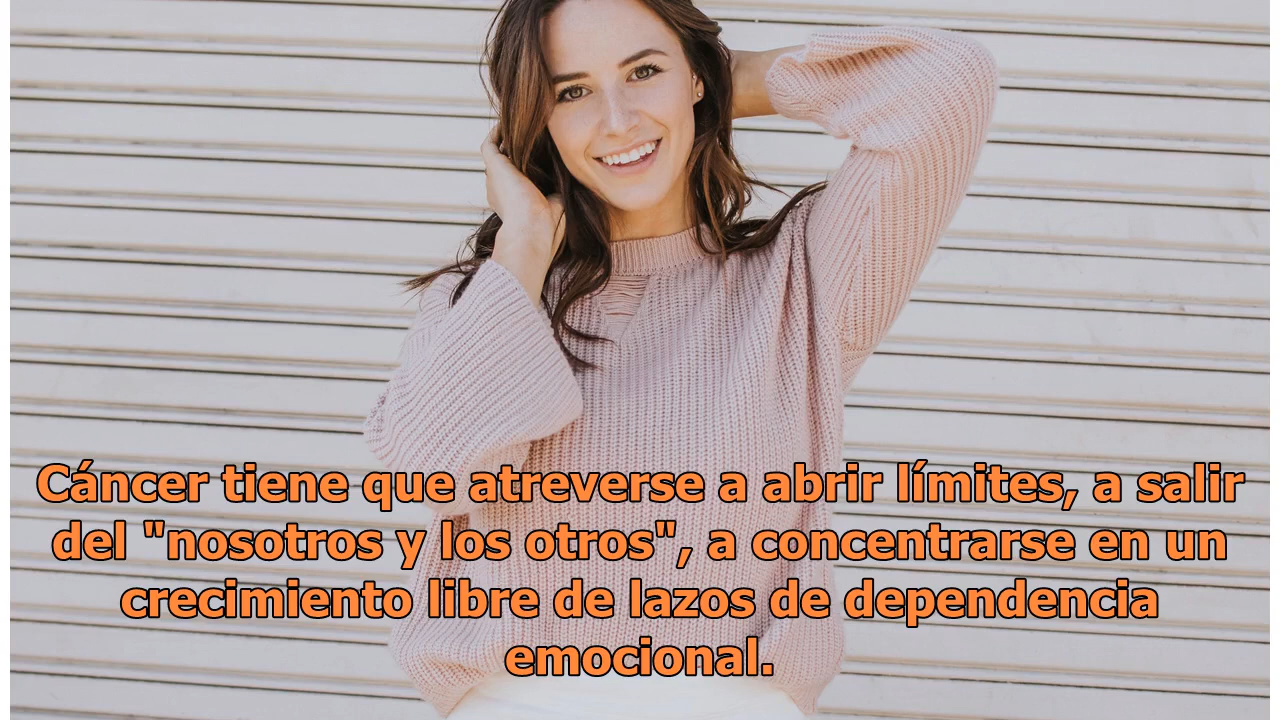 Cáncer tiene que atreverse a abrir límites, a salir
del "nosotros y los otros", a concentrarse en un
crecimiento libre de lazos de dependencia
emocional.